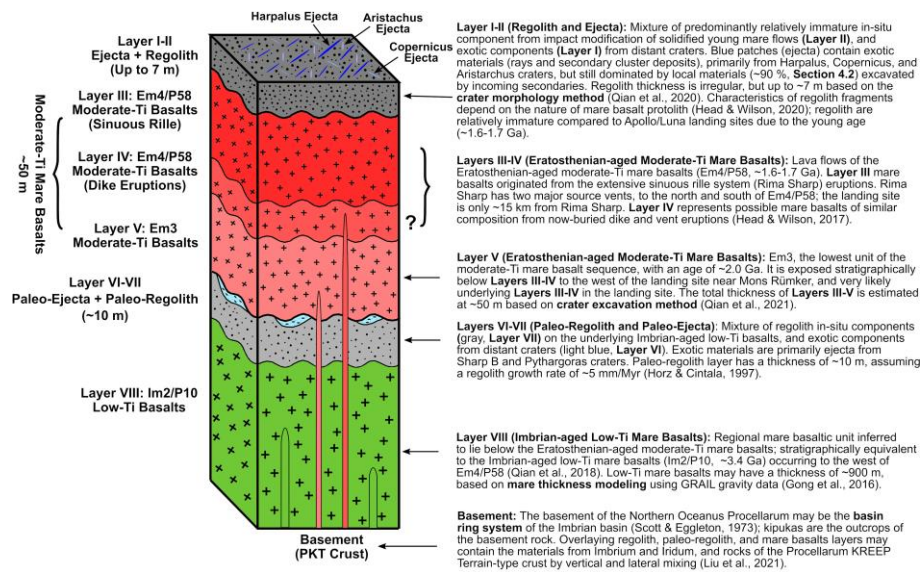 Harpalus Ejecta
Aristachus
Ejecta
Copernicus
Ejecta
Layer I-II
Ejecta + Regolith
(Up to 7 m)
Layer III: Em4/P58
Moderate-Ti Basalts
(Sinuous Rille)
Layer IV: Em4/P58
Moderate-Ti Basalts
(Dike Eruptions)
Layer V: Em3
Moderate-Ti Basalts
Moderate-Ti Mare Basalts
~50 m
Layer VI-VII
Paleo-Ejecta + Paleo-Regolith
(~10 m)
Layer VIII: Im2/P10
Low-Ti Basalts
?
Basement
(PKT Crust)
Layer I-II (Regolith and Ejecta): Mixture of predominantly relatively immature in-situ
component from impact modification of solidified young mare flows (Layer II), and
exotic components (Layer I) from distant craters. Blue patches (ejecta) contain exotic
materials (rays and secondary cluster deposits), primarily from Harpalus, Copernicus, and
Aristarchus craters, but still dominated by local materials (~90 %, Section 4.2) excavated
by incoming secondaries. Regolith thickness is irregular, but up to ~7 m based on the
crater morphology method (Qian et al., 2020). Characteristics of regolith fragments
depend on the nature of mare basalt protolith (Head & Wilson, 2020); regolith are
relatively immature compared to Apollo/Luna landing sites due to the young age
(~1.6-1.7 Ga).
Layers III-IV (Eratosthenian-aged Moderate-Ti Mare Basalts): Lava flows of the
Eratosthenian-aged moderate-Ti mare basalts (Em4/P58, ~1.6-1.7 Ga). Layer III mare
basalts originated from the extensive sinuous rille system (Rima Sharp) eruptions. Rima
Sharp has two major source vents, to the north and south of Em4/P58; the landing site
is only ~15 km from Rima Sharp. Layer IV represents possible mare basalts of similar
composition from now-buried dike and vent eruptions (Head & Wilson, 2017).
Layer V (Eratosthenian-aged Moderate-Ti Mare Basalts): Em3, the lowest unit of the
moderate-Ti mare basalt sequence, with an age of ~2.0 Ga. It is exposed stratigraphically
below Layers III-IV to the west of the landing site near Mons Rümker, and very likely
underlying Layers III-IV in the landing site. The total thickness of Layers III-V is estimated
at ~50 m based on crater excavation method (Qian et al., 2021).
Layers VI-VII (Paleo-Regolith and Paleo-Ejecta): Mixture of regolith in-situ components
(gray, Layer VII) on the underlying Imbrian-aged low-Ti basalts, and exotic components
from distant craters (light blue, Layer VI). Exotic materials are primarily ejecta from
Sharp B and Pythargoras craters. Paleo-regolith layer has a thickness of ~10 m, assuming
a regolith growth rate of ~5 mm/Myr (Horz & Cintala, 1997).
Layer VIII (Imbrian-aged Low-Ti Mare Basalts): Regional mare basaltic unit inferred
to lie below the Eratosthenian-aged moderate-Ti mare basalts; stratigraphically equivalent
to the Imbrian-aged low-Ti mare basalts (Im2/P10, ~3.4 Ga) occurring to the west of
Em4/P58 (Qian et al., 2018). Low-Ti mare basalts may have a thickness of ~900 m,
based on mare thickness modeling using GRAIL gravity data (Gong et al., 2016).
Basement: The basement of the Northern Oceanus Procellarum may be the basin
ring system of the Imbrian basin (Scott & Eggleton, 1973); kipukas are the outcrops of
the basement rock. Overlaying regolith, paleo-regolith, and mare basalts layers may
contain the materials from Imbrium and Iridum, and rocks of the Procellarum KREEP
Terrain-type crust by vertical and lateral mixing (Liu et al., 2021).